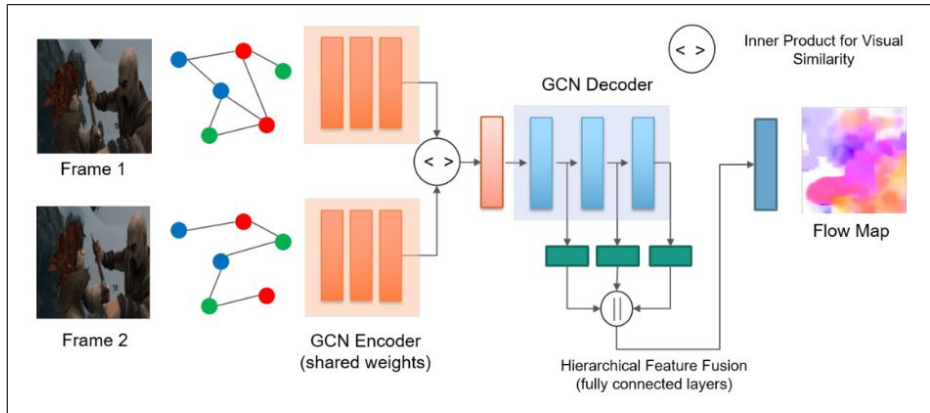 < >
Inner Product for Visual
Similarity
GCN Decoder
Frame 1
< >
Flow Map
Frame 2
GCN Encoder
(shared weights)
||
Hierarchical Feature Fusion
(fully connected layers)